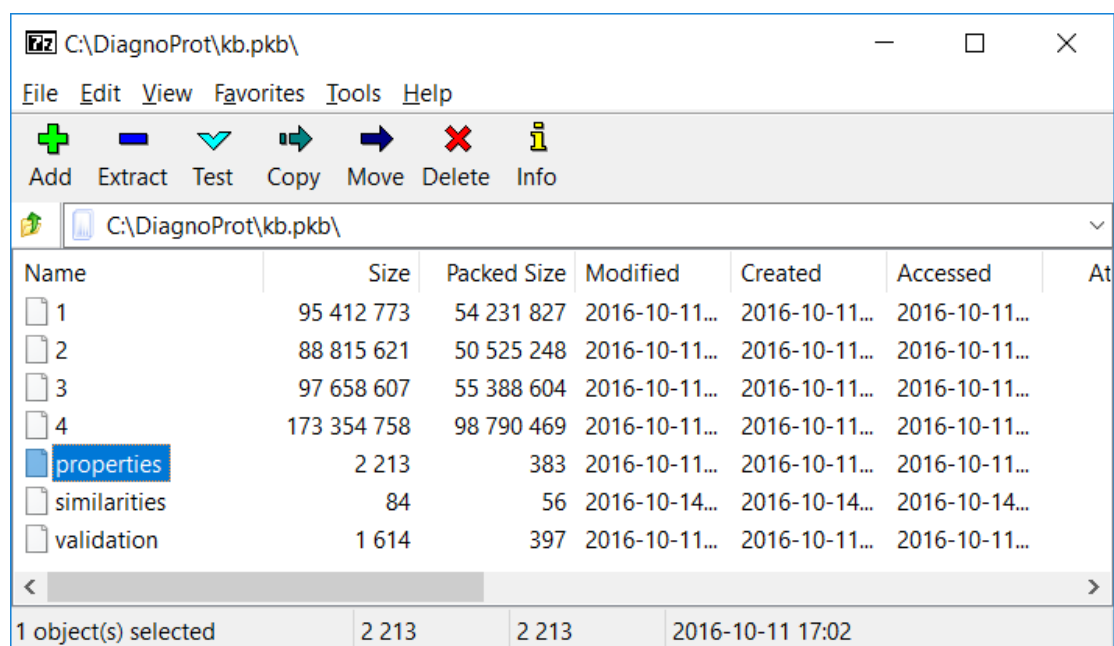 7z C:\DiagnoProt\kb.pkb\
File Edit View Favorites Tools Help
Add Extract Test Copy Move Delete Info
C:\DiagnoProt\kb.pkb\
Name Size Packed Size Modified Created Accessed At
1 95 412 773 54 231 827 2016-10-11... 2016-10-11... 2016-10-11...
2 88 815 621 50 525 248 2016-10-11... 2016-10-11... 2016-10-11...
3 97 658 607 55 388 604 2016-10-11... 2016-10-11... 2016-10-11...
4 173 354 758 98 790 469 2016-10-11... 2016-10-11... 2016-10-11...
properties 2 213 383 2016-10-11... 2016-10-11... 2016-10-11...
similarities 84 56 2016-10-14... 2016-10-14... 2016-10-14...
validation 1 614 397 2016-10-11... 2016-10-11... 2016-10-11...
1 object(s) selected 2 213 2 213 2016-10-11 17:02